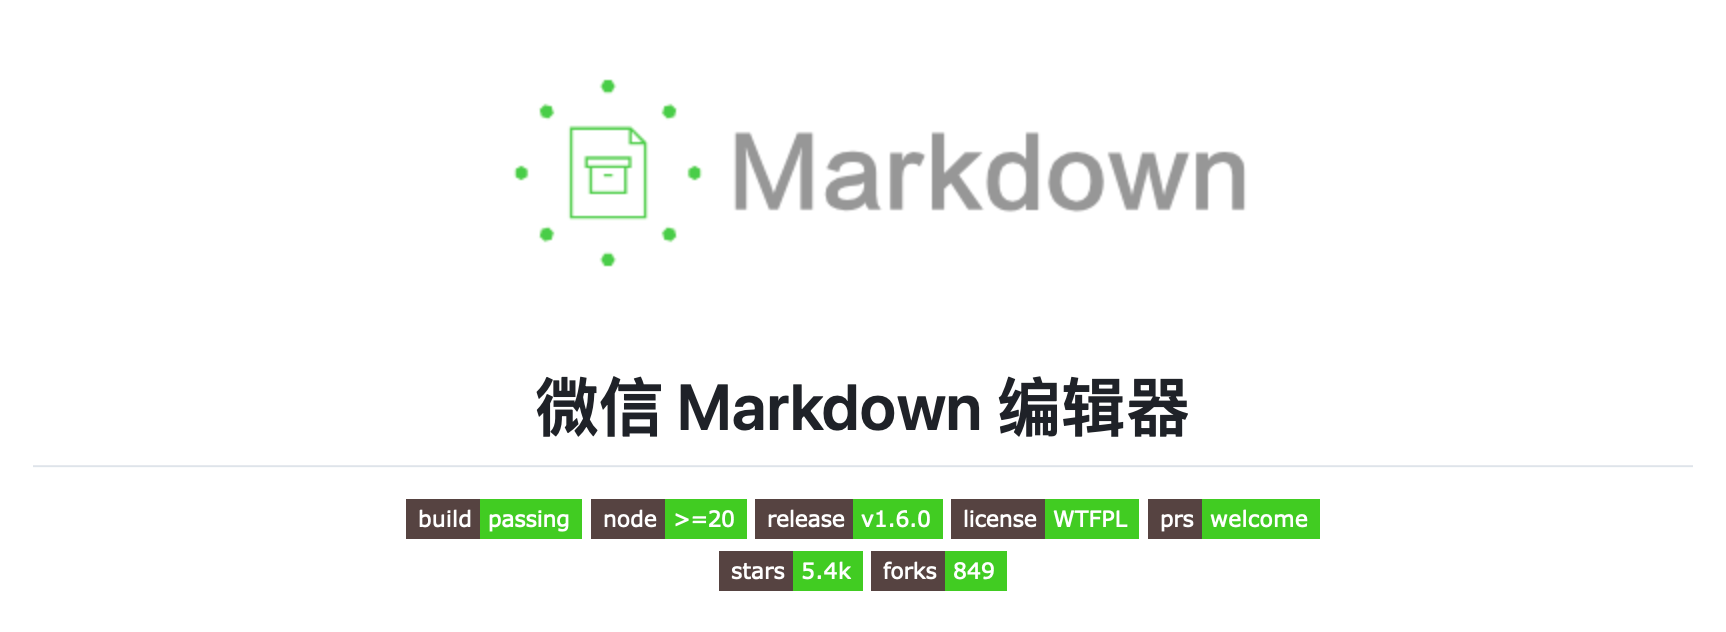 Markdown
微信 Markdown 编辑器
build passing node >=20 release v1.6.0 license WTFPL prs welcome
stars 5.4k forks 849